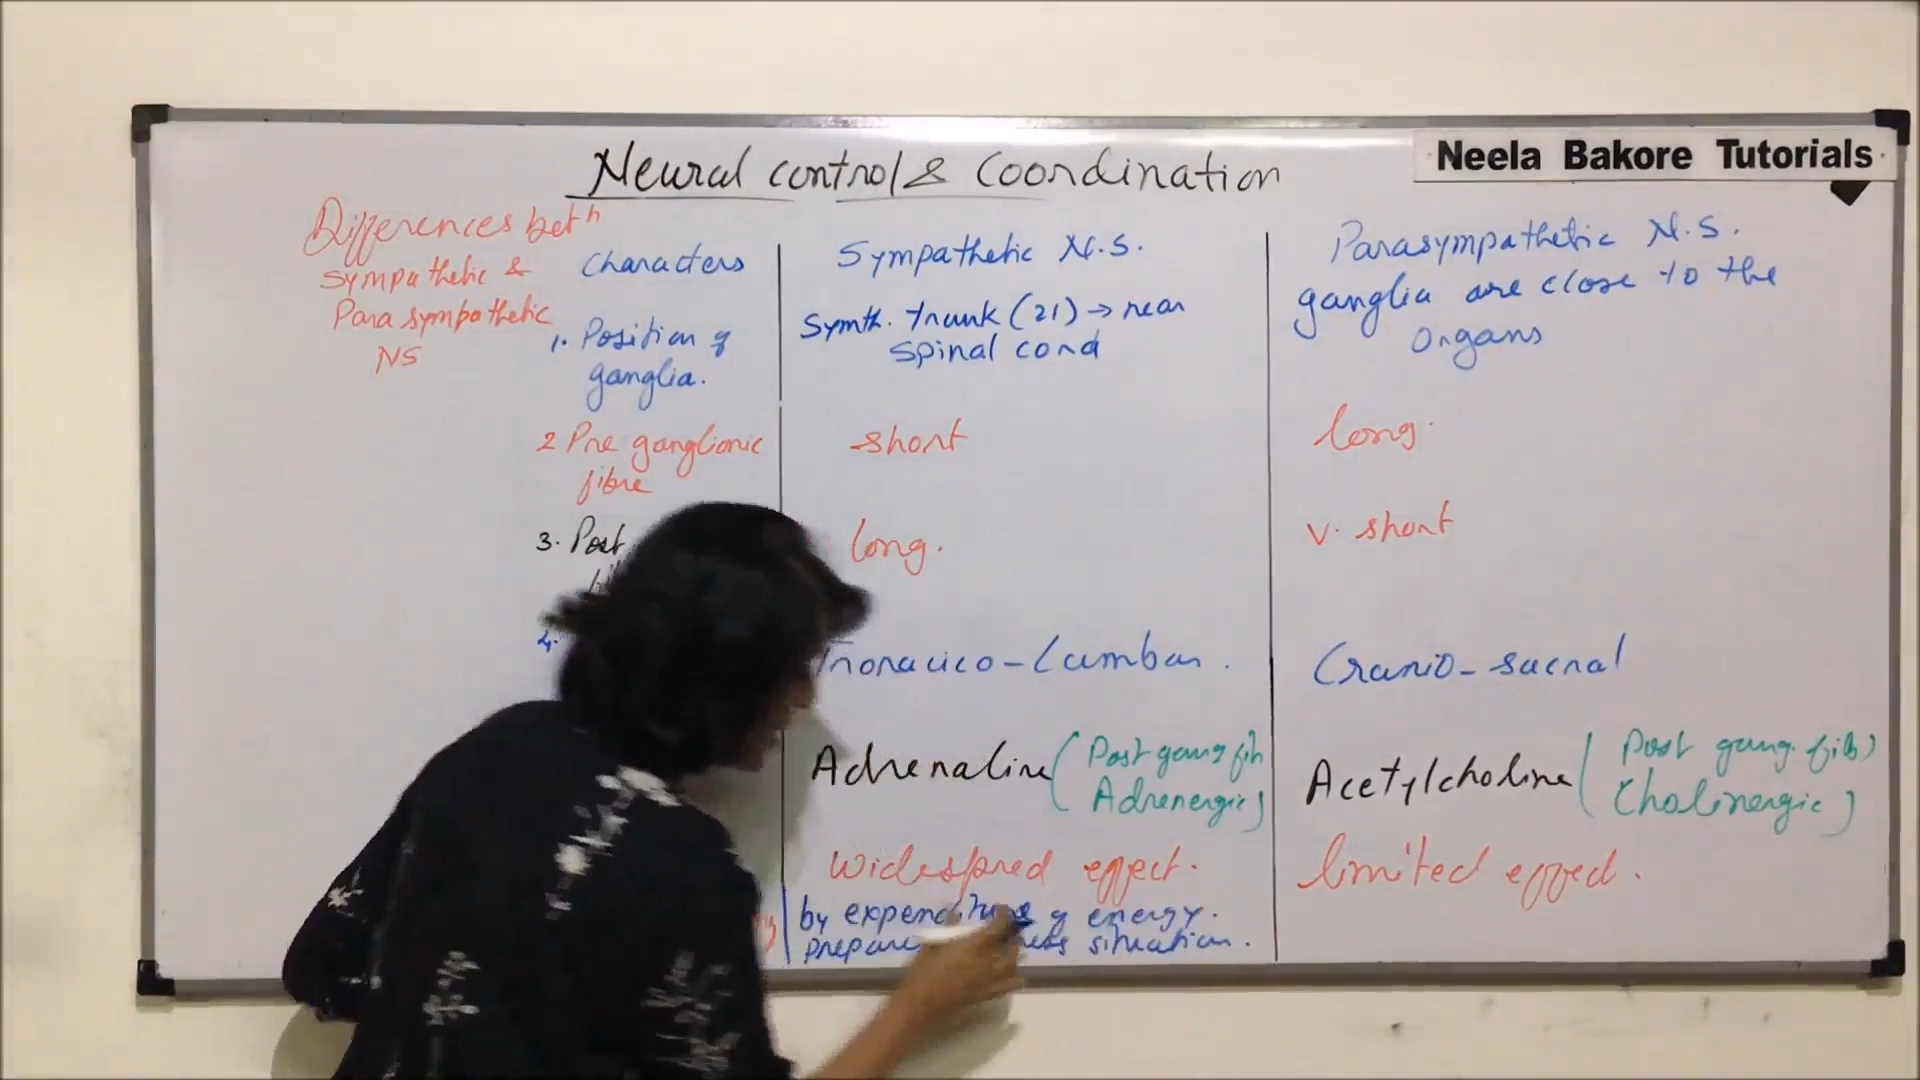 Neural control & Coordination
Neela Bakore Tutorials
Differences betn
Sympathetic &
Parasympathetic
NS
Characters
Sympathetic N.S.
Parasympathetic N.S.
1. Position of
ganglia.
Symth. trunk (21) → near
spinal cord
ganglia are close to the
organs
2 Pre ganglionic
fibre
short
long.
3. Post
long.
v. short
4.
Thoracico-Lumbar.
Cranio-sacral
Adrenaline (Post gang fib
Adrenergic)
Acetylcholine (Post gang. fib)
Cholinergic)
Widespred effect.
limited effect.
by expenditure of energy.
situation.